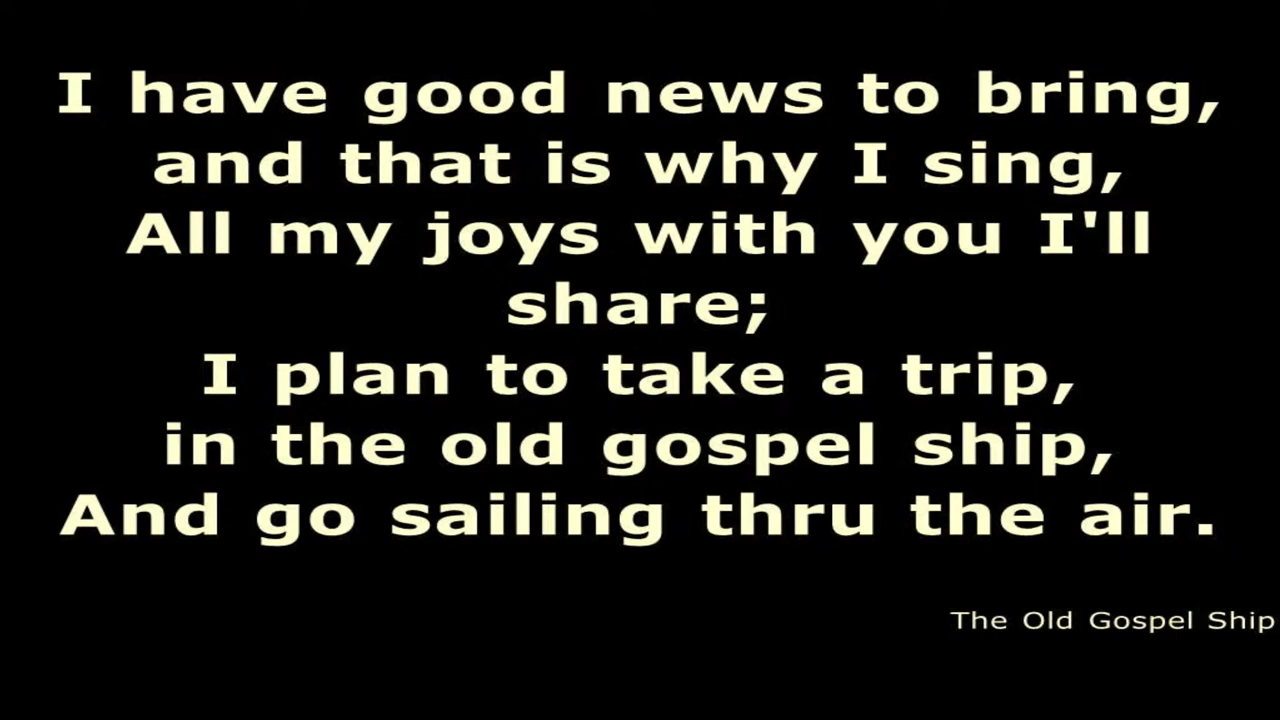 I have good news to bring,
and that is why I sing,
All my joys with you I'll
share;
I plan to take a trip,
in the old gospel ship,
And go sailing thru the air.
The Old Gospel Ship